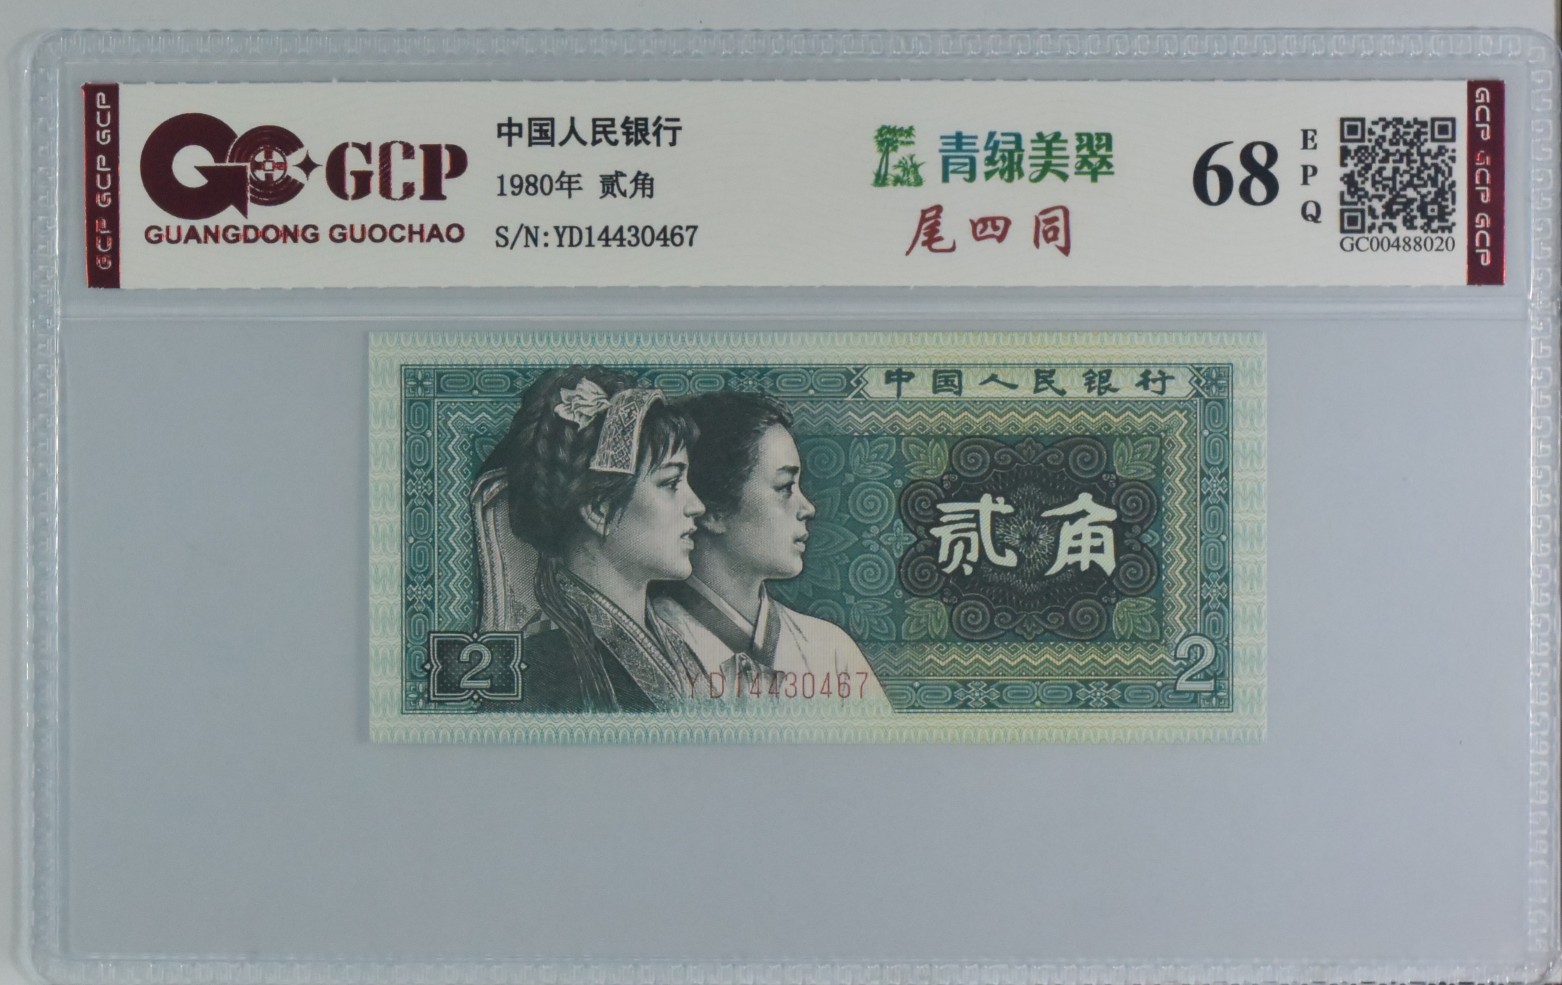 GCP
GUANGDONG GUOCHAO
中国人民银行
1980年 贰角
S/N:YD14430467
青绿美翠
尾四同
68
EPQ
GC00488020
GCP GCP GCP
GCP GCP GCP
中国人民银行
贰角
2
YD14430467
2